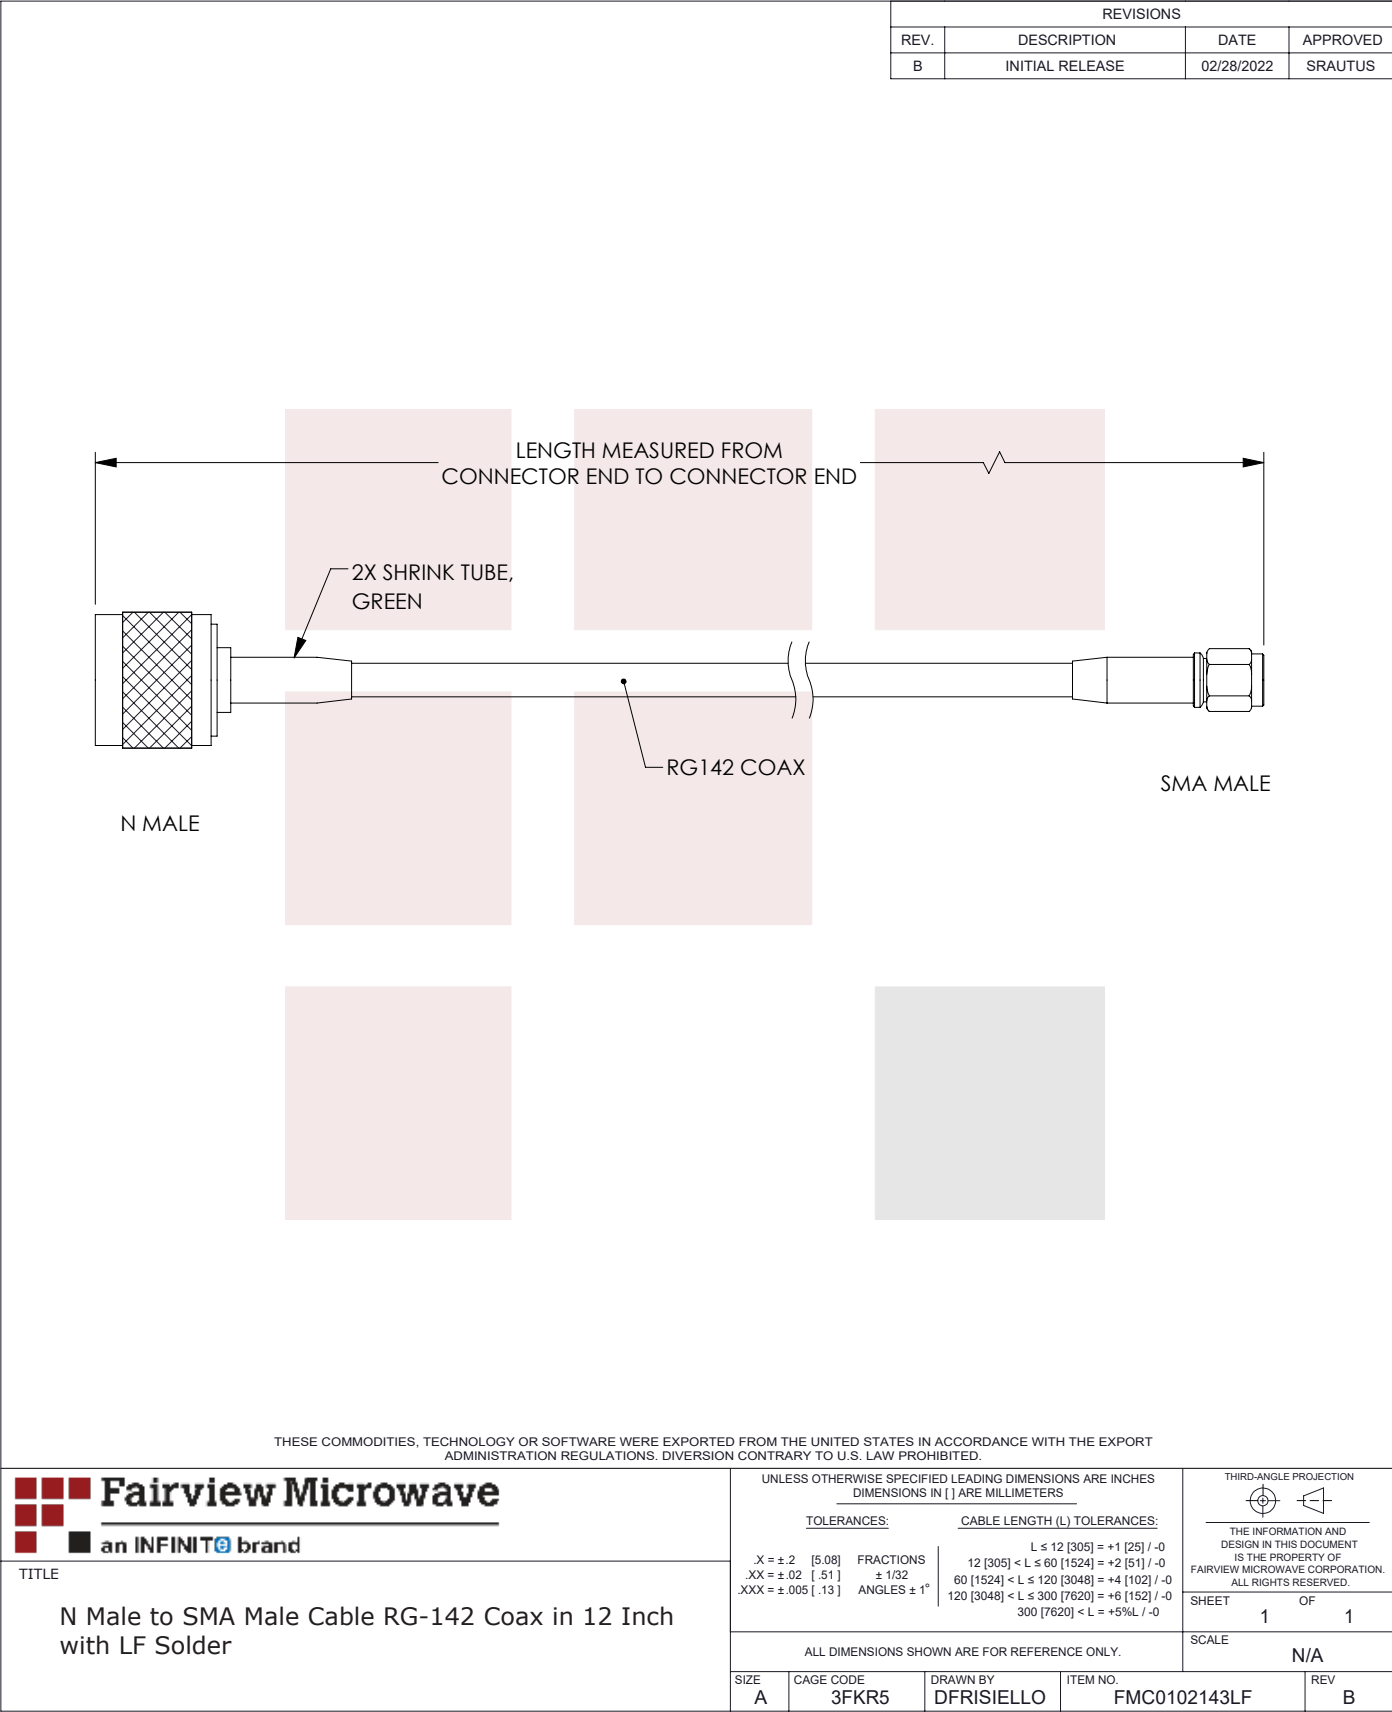 REVISIONS
REV. DESCRIPTION DATE APPROVED
B INITIAL RELEASE 02/28/2022 SRAUTUS
LENGTH MEASURED FROM
CONNECTOR END TO CONNECTOR END
2X SHRINK TUBE,
GREEN
RG142 COAX
SMA MALE
N MALE
THESE COMMODITIES, TECHNOLOGY OR SOFTWARE WERE EXPORTED FROM THE UNITED STATES IN ACCORDANCE WITH THE EXPORT
ADMINISTRATION REGULATIONS. DIVERSION CONTRARY TO U.S. LAW PROHIBITED.
Fairview Microwave
an INFINITe brand
TITLE
N Male to SMA Male Cable RG-142 Coax in 12 Inch
with LF Solder
UNLESS OTHERWISE SPECIFIED LEADING DIMENSIONS ARE INCHES
DIMENSIONS IN [ ] ARE MILLIMETERS
TOLERANCES:
.X = ±.2 [5.08] FRACTIONS
.XX = ±.02 [ .51 ] ± 1/32
.XXX = ±.005 [ .13 ] ANGLES ± 1°
CABLE LENGTH (L) TOLERANCES:
L ≤ 12 [305] = +1 [25] / -0
12 [305] < L ≤ 60 [1524] = +2 [51] / -0
60 [1524] < L ≤ 120 [3048] = +4 [102] / -0
120 [3048] < L ≤ 300 [7620] = +6 [152] / -0
300 [7620] < L = +5%L / -0
ALL DIMENSIONS SHOWN ARE FOR REFERENCE ONLY.
THIRD-ANGLE PROJECTION
THE INFORMATION AND
DESIGN IN THIS DOCUMENT
IS THE PROPERTY OF
FAIRVIEW MICROWAVE CORPORATION.
ALL RIGHTS RESERVED.
SHEET OF
1 1
SCALE
N/A
SIZE CAGE CODE DRAWN BY ITEM NO. REV
A 3FKR5 DFRISIELLO FMC0102143LF B